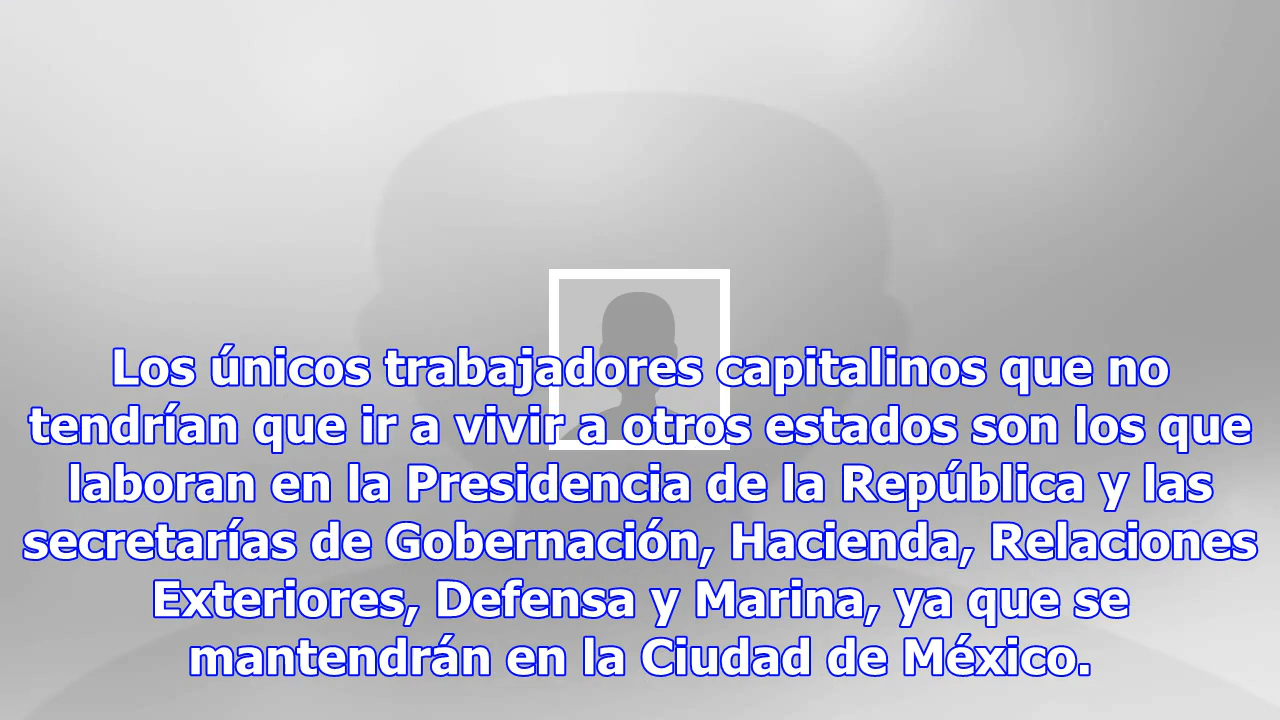 Los únicos trabajadores capitalinos que no
tendrían que ir a vivir a otros estados son los que
laboran en la Presidencia de la República y las
secretarías de Gobernación, Hacienda, Relaciones
Exteriores, Defensa y Marina, ya que se
mantendrán en la Ciudad de México.